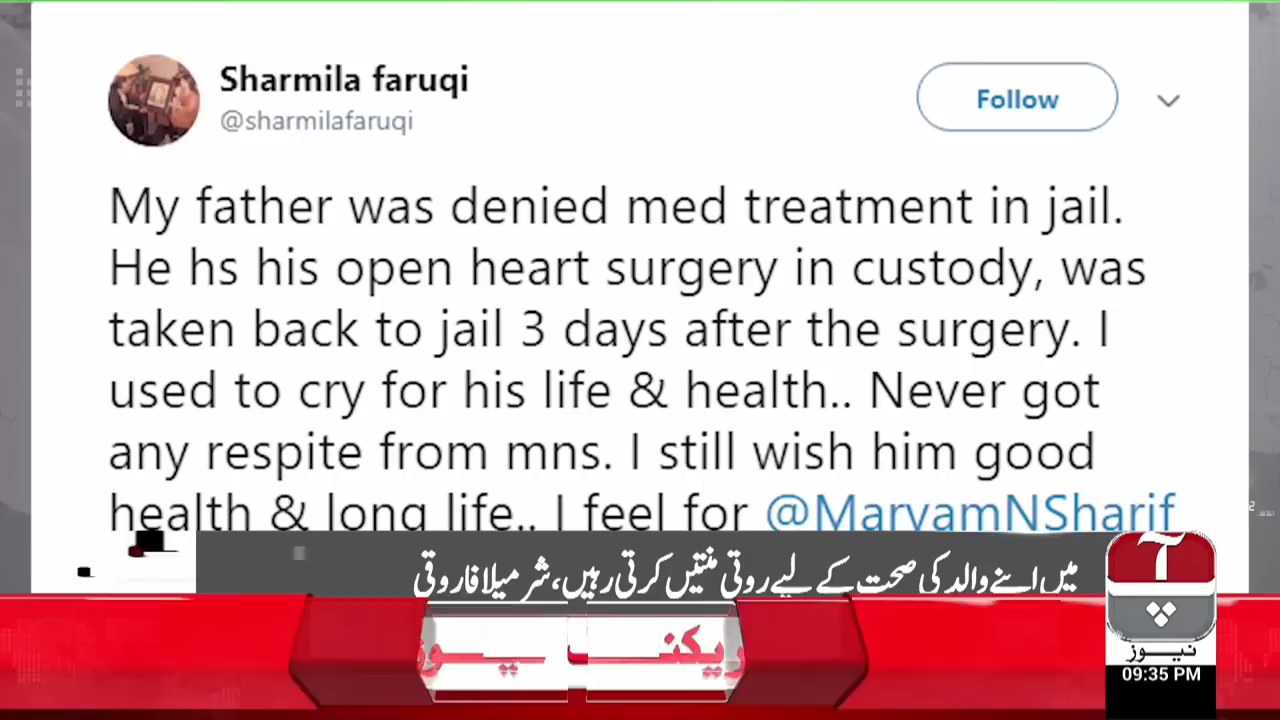 Sharmila faruqi
@sharmilafaruqi
Follow
My father was denied med treatment in jail.
He hs his open heart surgery in custody, was
taken back to jail 3 days after the surgery. I
used to cry for his life & health.. Never got
any respite from mns. I still wish him good
health & long life.. I feel for @MaryamNSharif
میں اپنے والد کی صحت کے لیے روتی منتیں کرتی رہیں، شرمیلا فاروقی
آپ
نیوز
09:35 PM